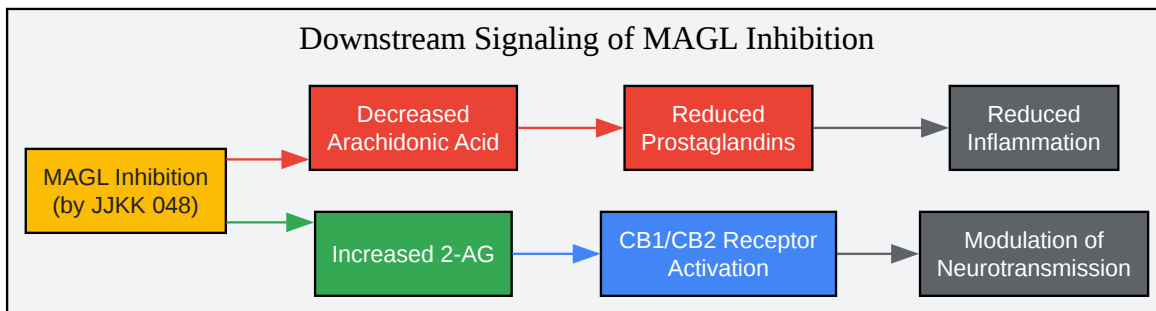 Downstream Signaling of MAGL Inhibition
Decreased
Arachidonic Acid
Reduced
Prostaglandins
Reduced
Inflammation
MAGL Inhibition
(by JJKK 048)
Increased 2-AG
CB1/CB2 Receptor
Activation
Modulation of
Neurotransmission